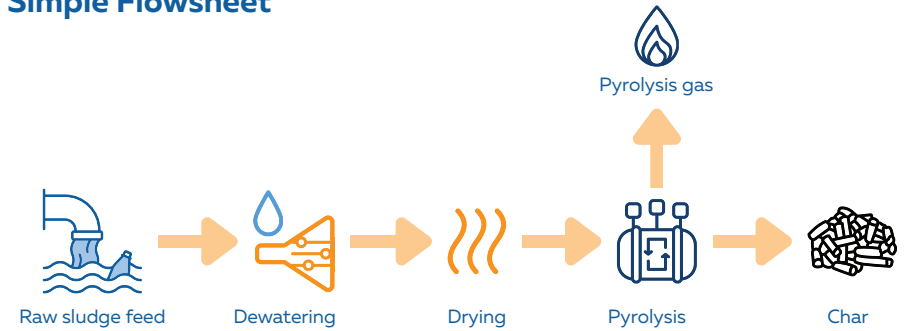 Simple Flowsheet
Pyrolysis gas
Raw sludge feed
Dewatering
Drying
Pyrolysis
Char